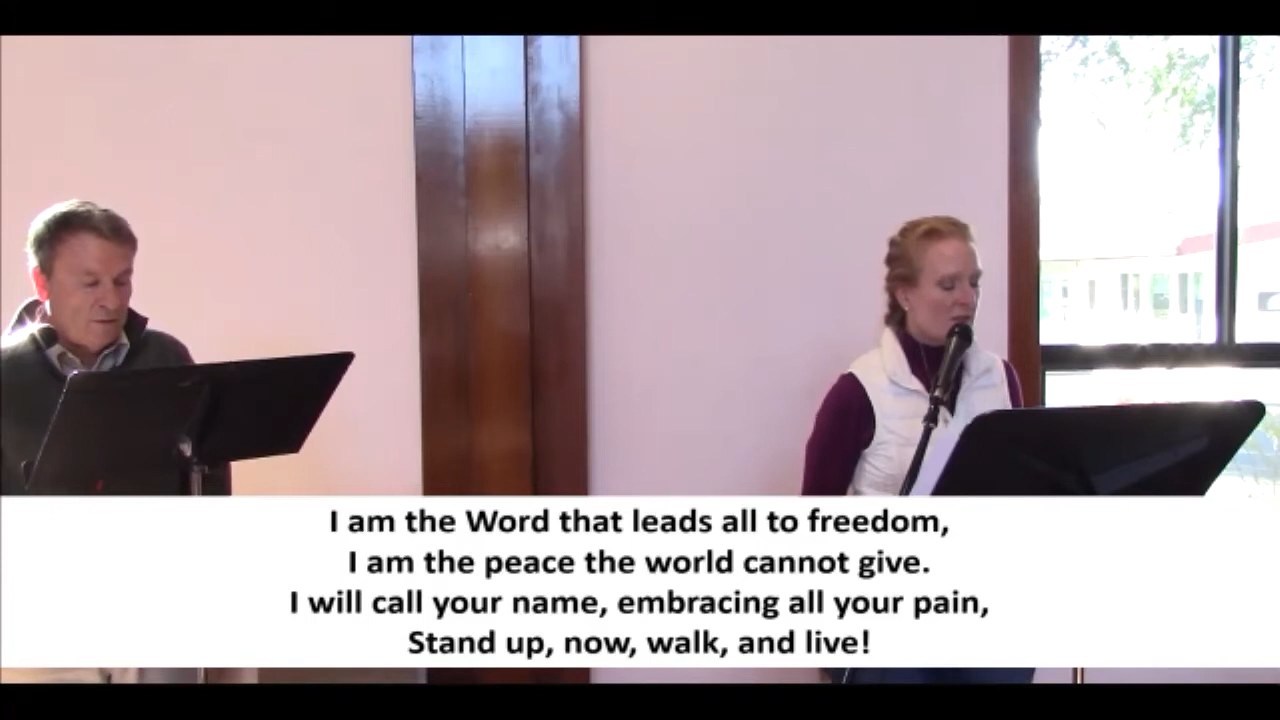 I am the Word that leads all to freedom,
I am the peace the world cannot give.
I will call your name, embracing all your pain,
Stand up, now, walk, and live!